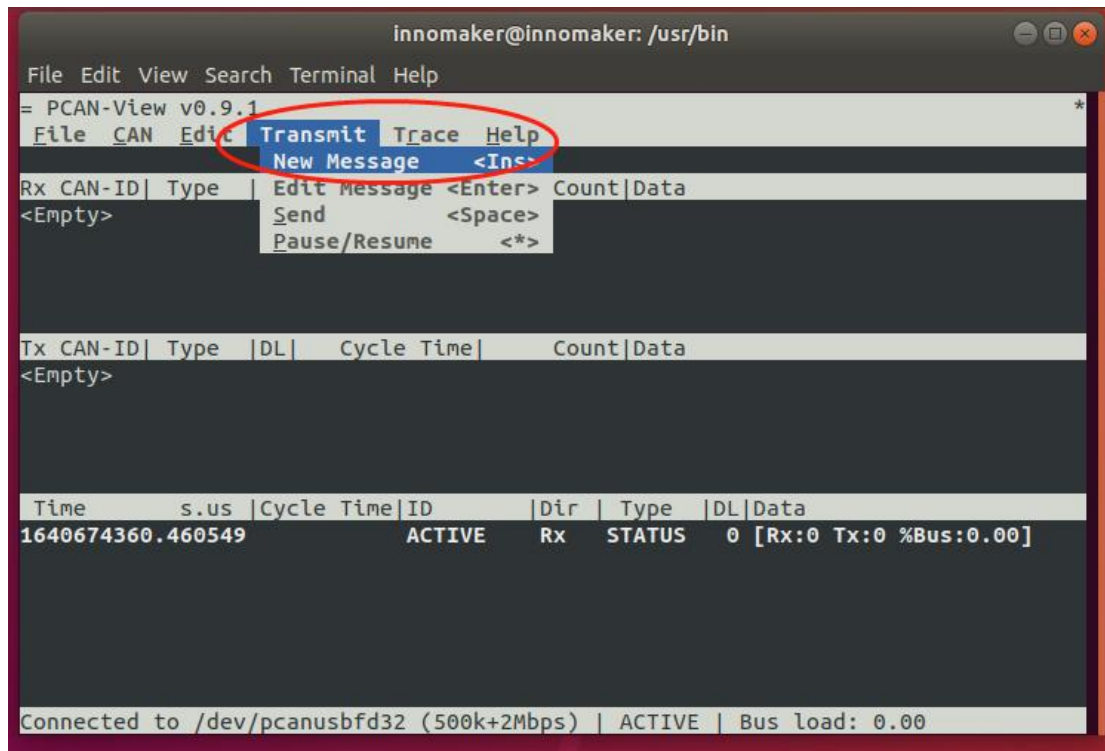 innomaker@innomaker: /usr/bin
File Edit View Search Terminal Help
= PCAN-View v0.9.1 *
File CAN Edit Transmit Trace Help
New Message <Ins>
Rx CAN-ID| Type | Edit Message <Enter> Count|Data
<Empty> Send <Space>
Pause/Resume <*>
Tx CAN-ID| Type |DL| Cycle Time| Count|Data
<Empty>
Time s.us |Cycle Time|ID |Dir | Type |DL|Data
1640674360.460549 ACTIVE Rx STATUS 0 [Rx:0 Tx:0 %Bus:0.00]
Connected to /dev/pcanusbfd32 (500k+2Mbps) | ACTIVE | Bus load: 0.00